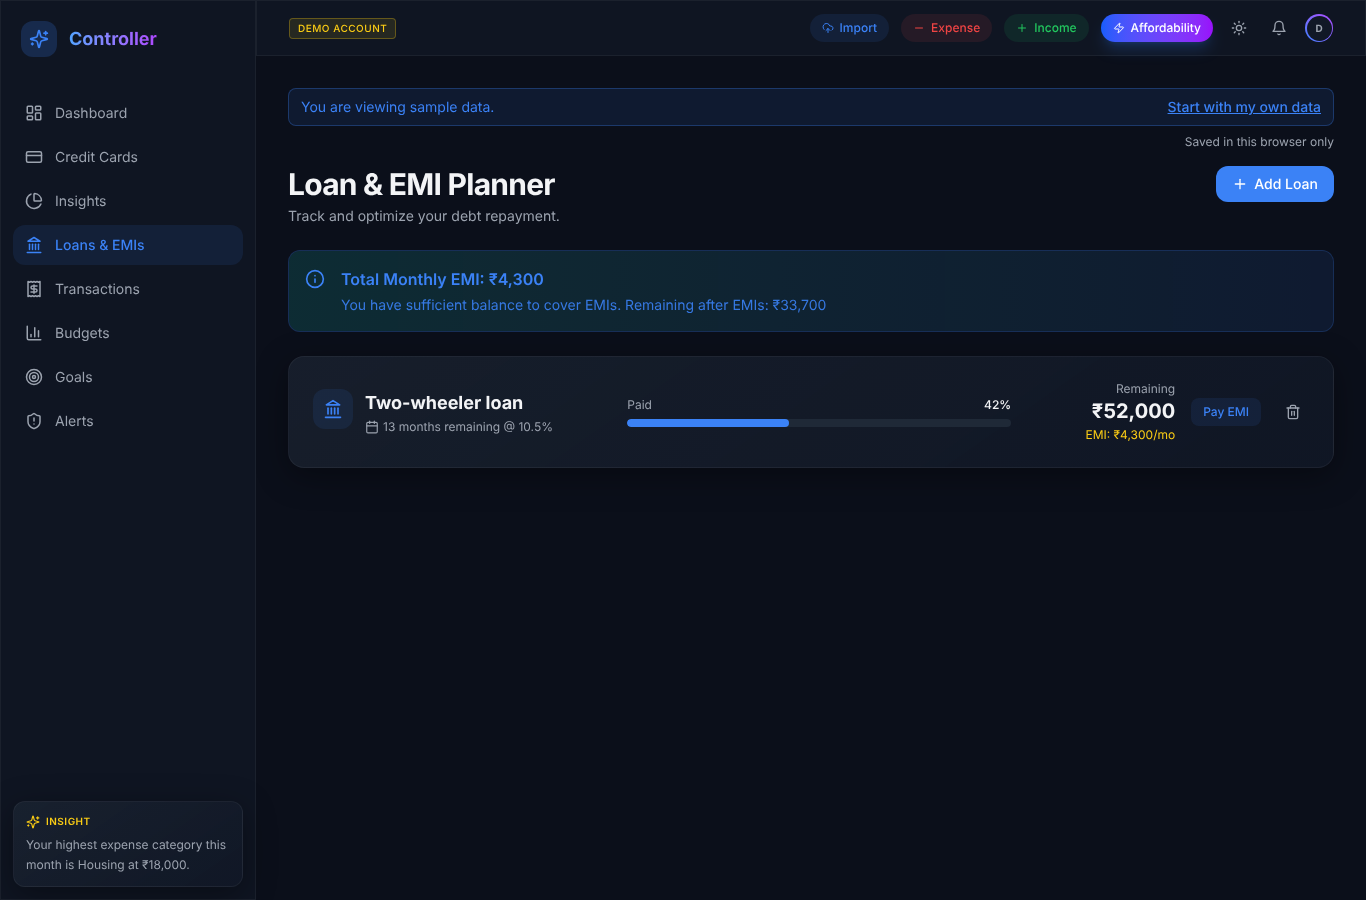 Controller
DEMO ACCOUNT
Import
Expense
Income
Affordability
D
Dashboard
Credit Cards
Insights
Loans & EMIs
Transactions
Budgets
Goals
Alerts
You are viewing sample data.
Start with my own data
Saved in this browser only
Loan & EMI Planner
Track and optimize your debt repayment.
Add Loan
Total Monthly EMI: ₹4,300
You have sufficient balance to cover EMIs. Remaining after EMIs: ₹33,700
Two-wheeler loan
13 months remaining @ 10.5%
Paid
42%
Remaining
₹52,000
EMI: ₹4,300/mo
Pay EMI
INSIGHT
Your highest expense category this
month is Housing at ₹18,000.